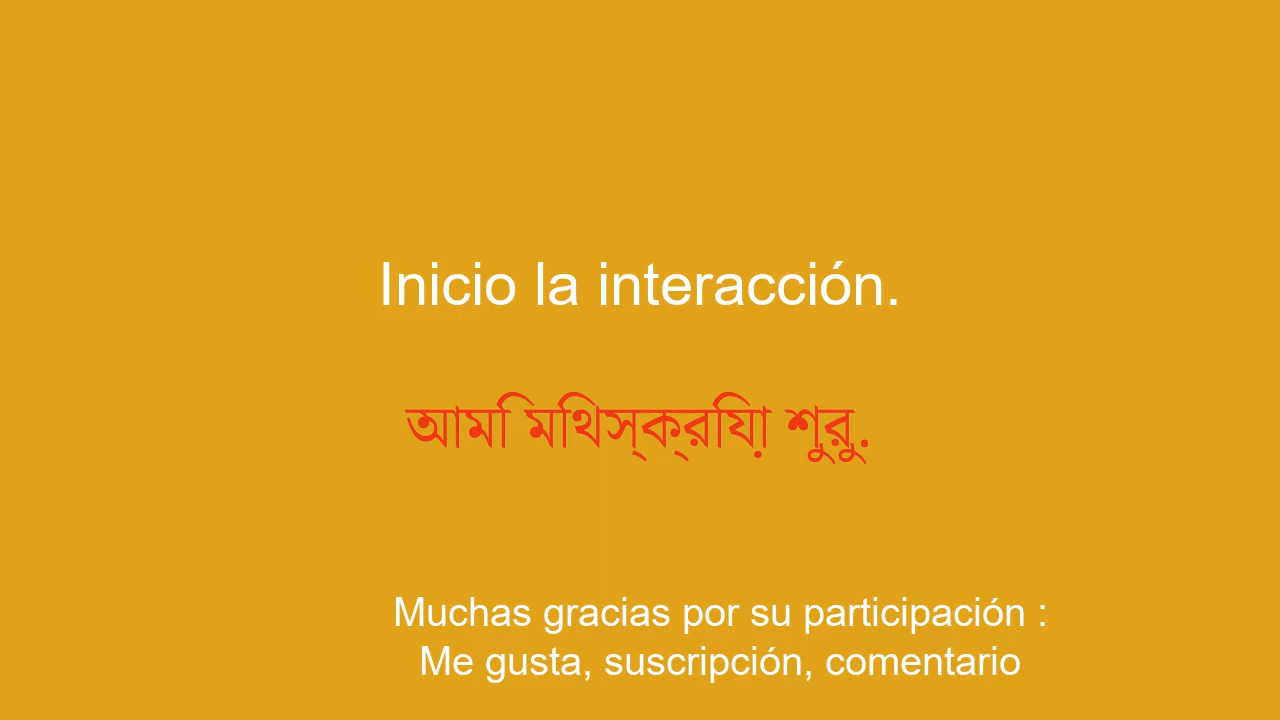 Inicio la interacción.
আমি মিথস্ক্রিয়া শুরু.
Muchas gracias por su participación :
Me gusta, suscripción, comentario